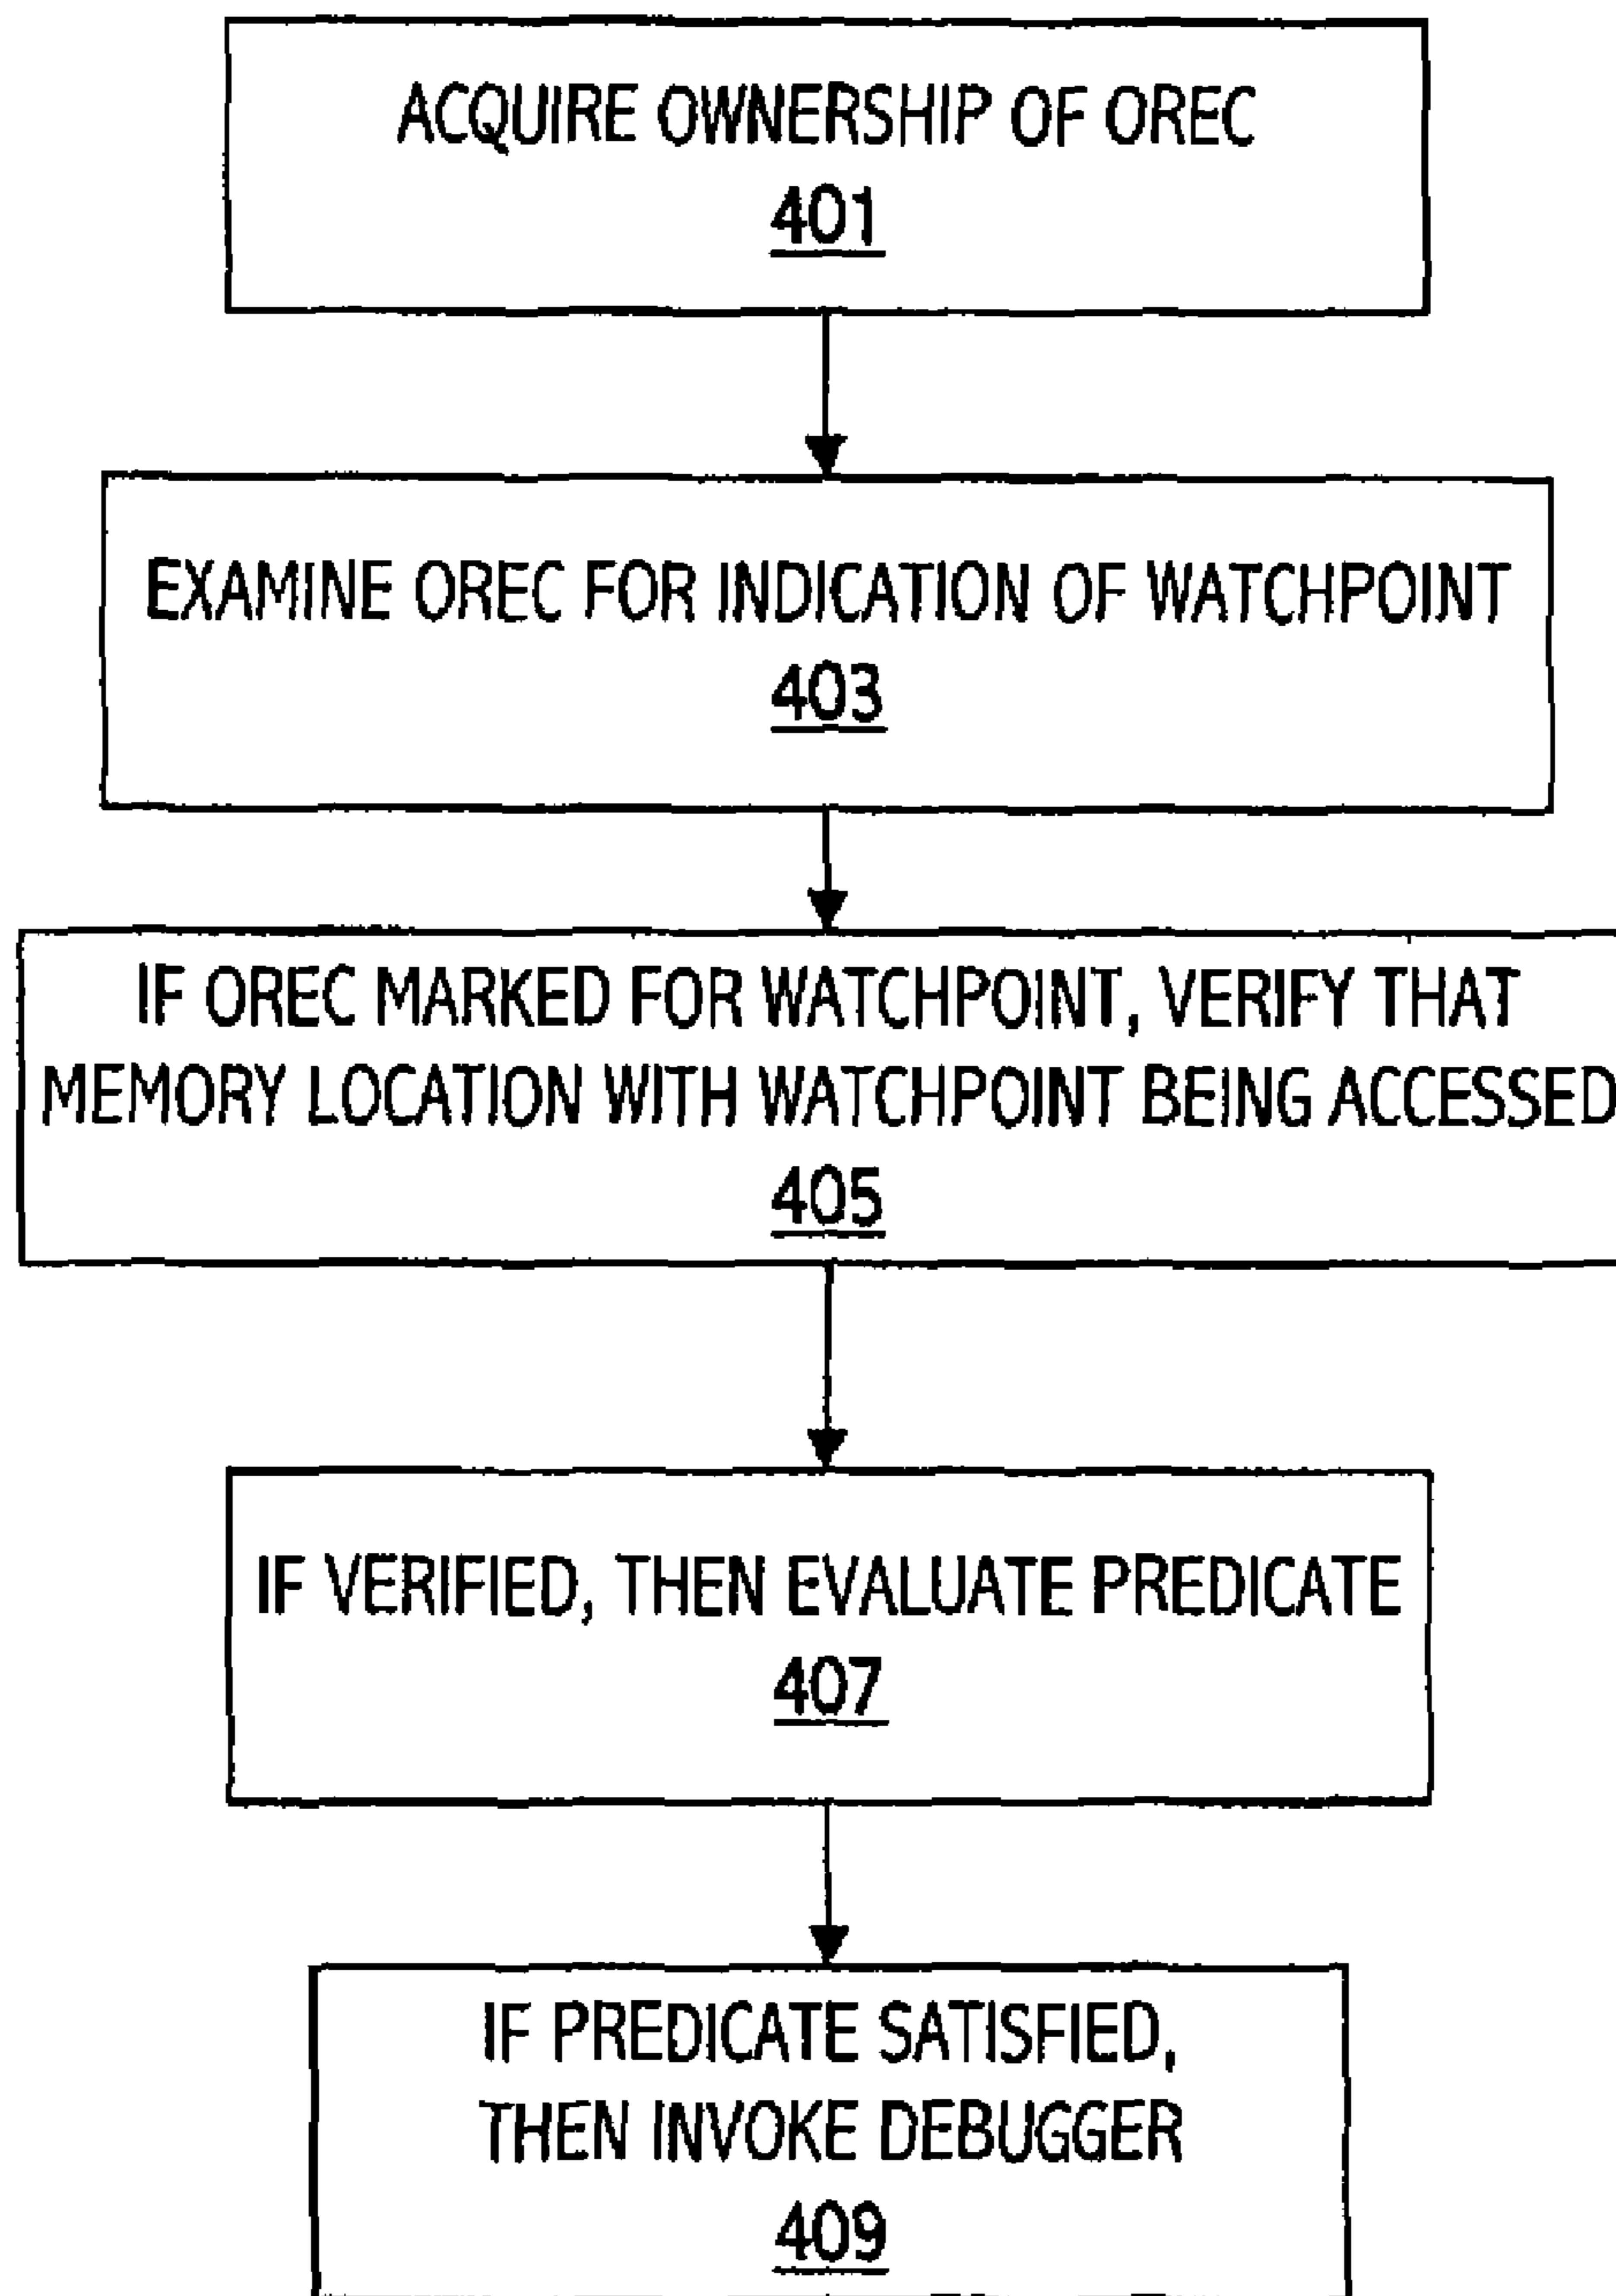 ACQUIRE OWNERSHIP OF OREC
401
EXAMINE OREC FOR INDICATION OF WATCHPOINT
403
IF OREC MARKED FOR WATCHPOINT, VERIFY THAT
MEMORY LOCATION WITH WATCHPOINT BEING ACCESSED
405
IF VERIFIED, THEN EVALUATE PREDICATE
407
IF PREDICATE SATISFIED,
THEN INVOKE DEBUGGER
409